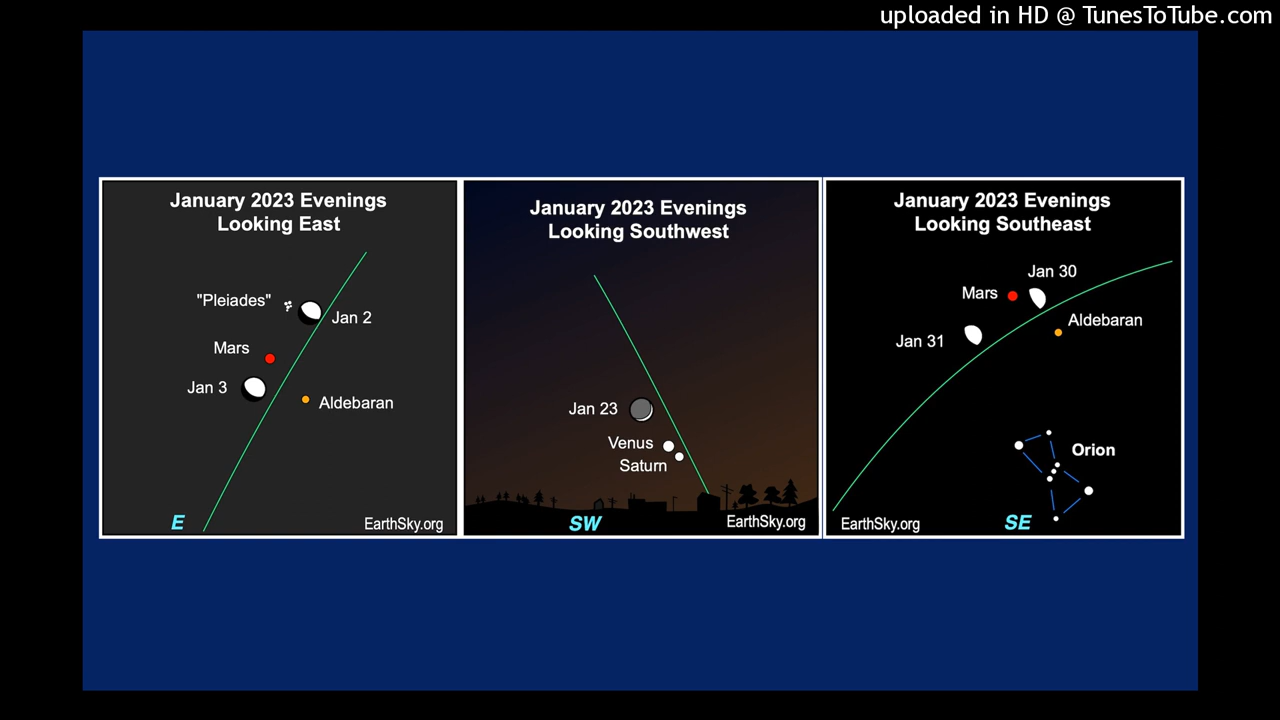 uploaded in HD @ TunesToTube.com
January 2023 Evenings
Looking East
"Pleiades"
Jan 2
Mars
Jan 3
Aldebaran
E
EarthSky.org
January 2023 Evenings
Looking Southwest
Jan 23
Venus
Saturn
SW
EarthSky.org
January 2023 Evenings
Looking Southeast
Jan 30
Mars
Aldebaran
Jan 31
Orion
EarthSky.org
SE